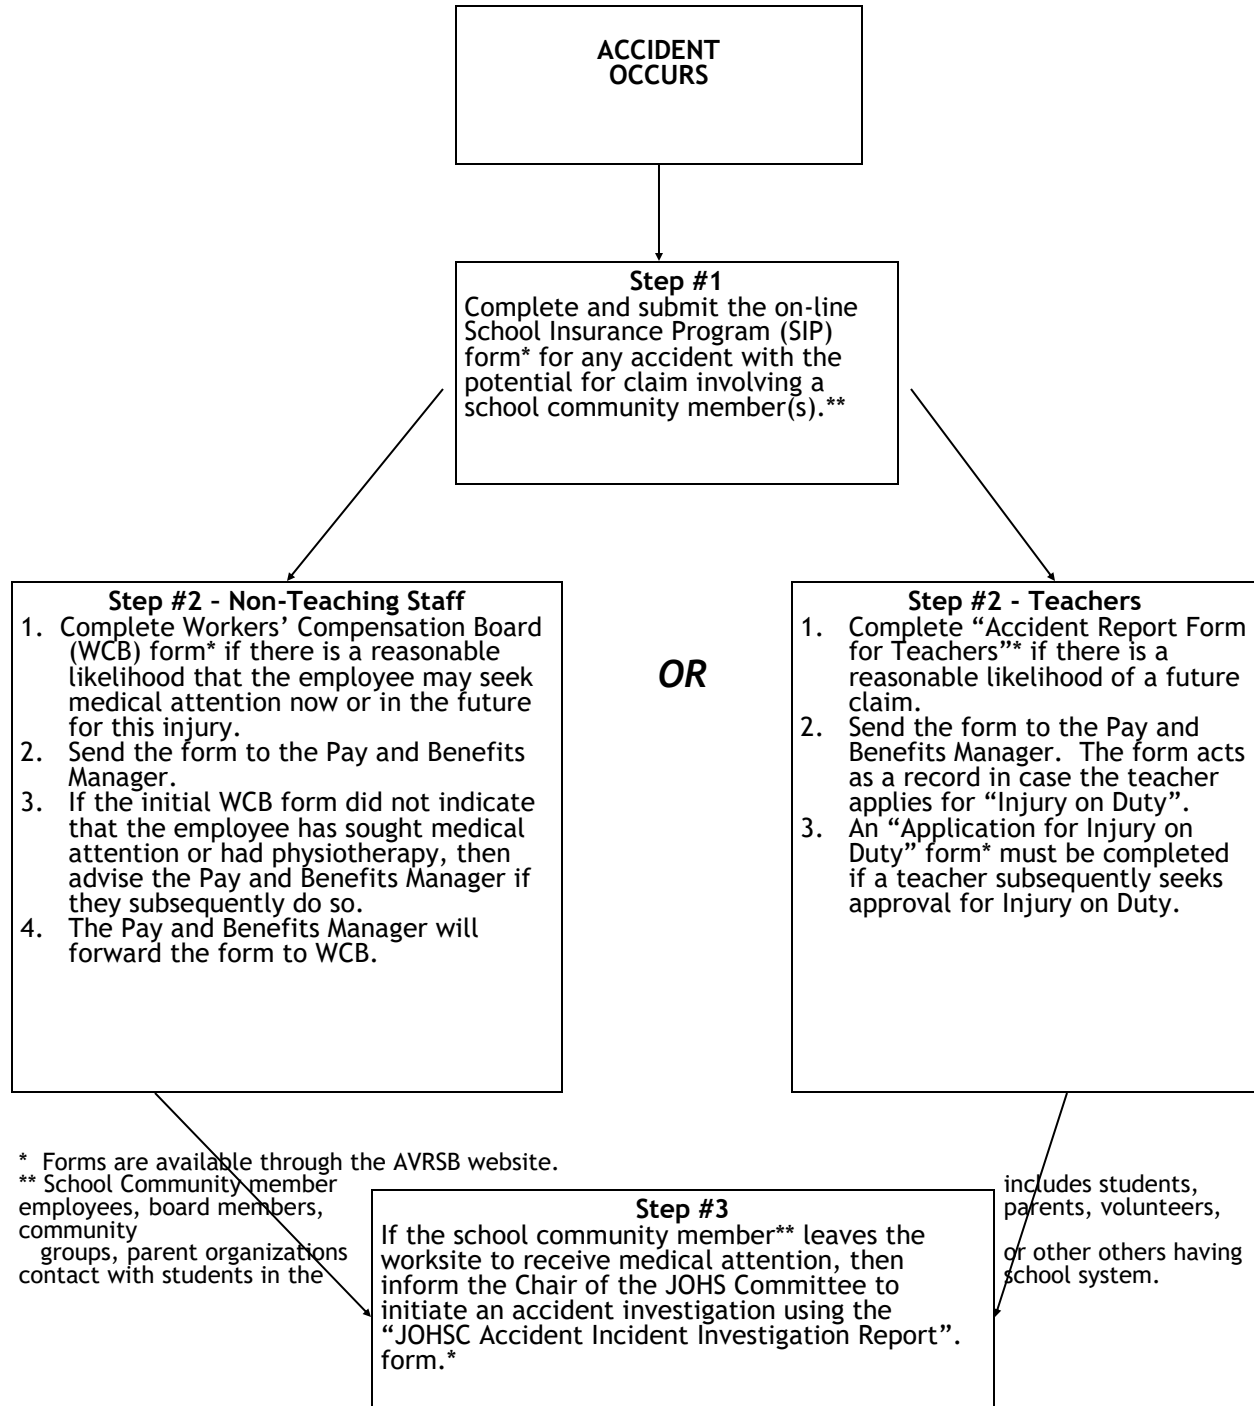 ACCIDENT
OCCURS
Step #1
Complete and submit the on-line
School Insurance Program (SIP)
form* for any accident with the
potential for claim involving a
school community member(s).**
Step #2 – Non-Teaching Staff
1. Complete Workers’ Compensation Board
(WCB) form* if there is a reasonable
likelihood that the employee may seek
medical attention now or in the future
for this injury.
2. Send the form to the Pay and Benefits
Manager.
3. If the initial WCB form did not indicate
that the employee has sought medical
attention or had physiotherapy, then
advise the Pay and Benefits Manager if
they subsequently do so.
4. The Pay and Benefits Manager will
forward the form to WCB.
OR
Step #2 - Teachers
1. Complete “Accident Report Form
for Teachers”* if there is a
reasonable likelihood of a future
claim.
2. Send the form to the Pay and
Benefits Manager. The form acts
as a record in case the teacher
applies for “Injury on Duty”.
3. An “Application for Injury on
Duty” form* must be completed
if a teacher subsequently seeks
approval for Injury on Duty.
* Forms are available through the AVRSB website.
** School Community member includes students,
employees, board members, parents, volunteers,
community
groups, parent organizations or other others having
contact with students in the school system.
Step #3
If the school community member** leaves the
worksite to receive medical attention, then
inform the Chair of the JOHS Committee to
initiate an accident investigation using the
“JOHSC Accident Incident Investigation Report”.
form.*